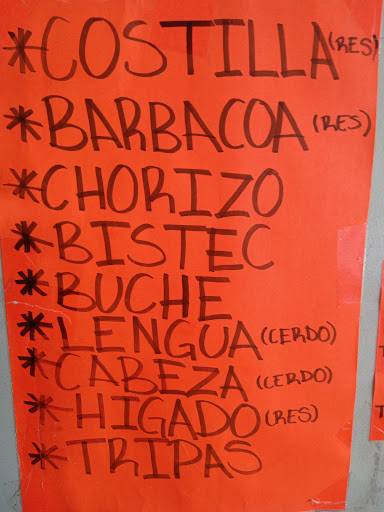 *COSTILLA (RES)
*BARBACOA (RES)
*CHORIZO
*BISTEC
*BUCHE
*LENGUA (CERDO)
*CABEZA (CERDO)
*HIGADO (RES)
*TRIPAS